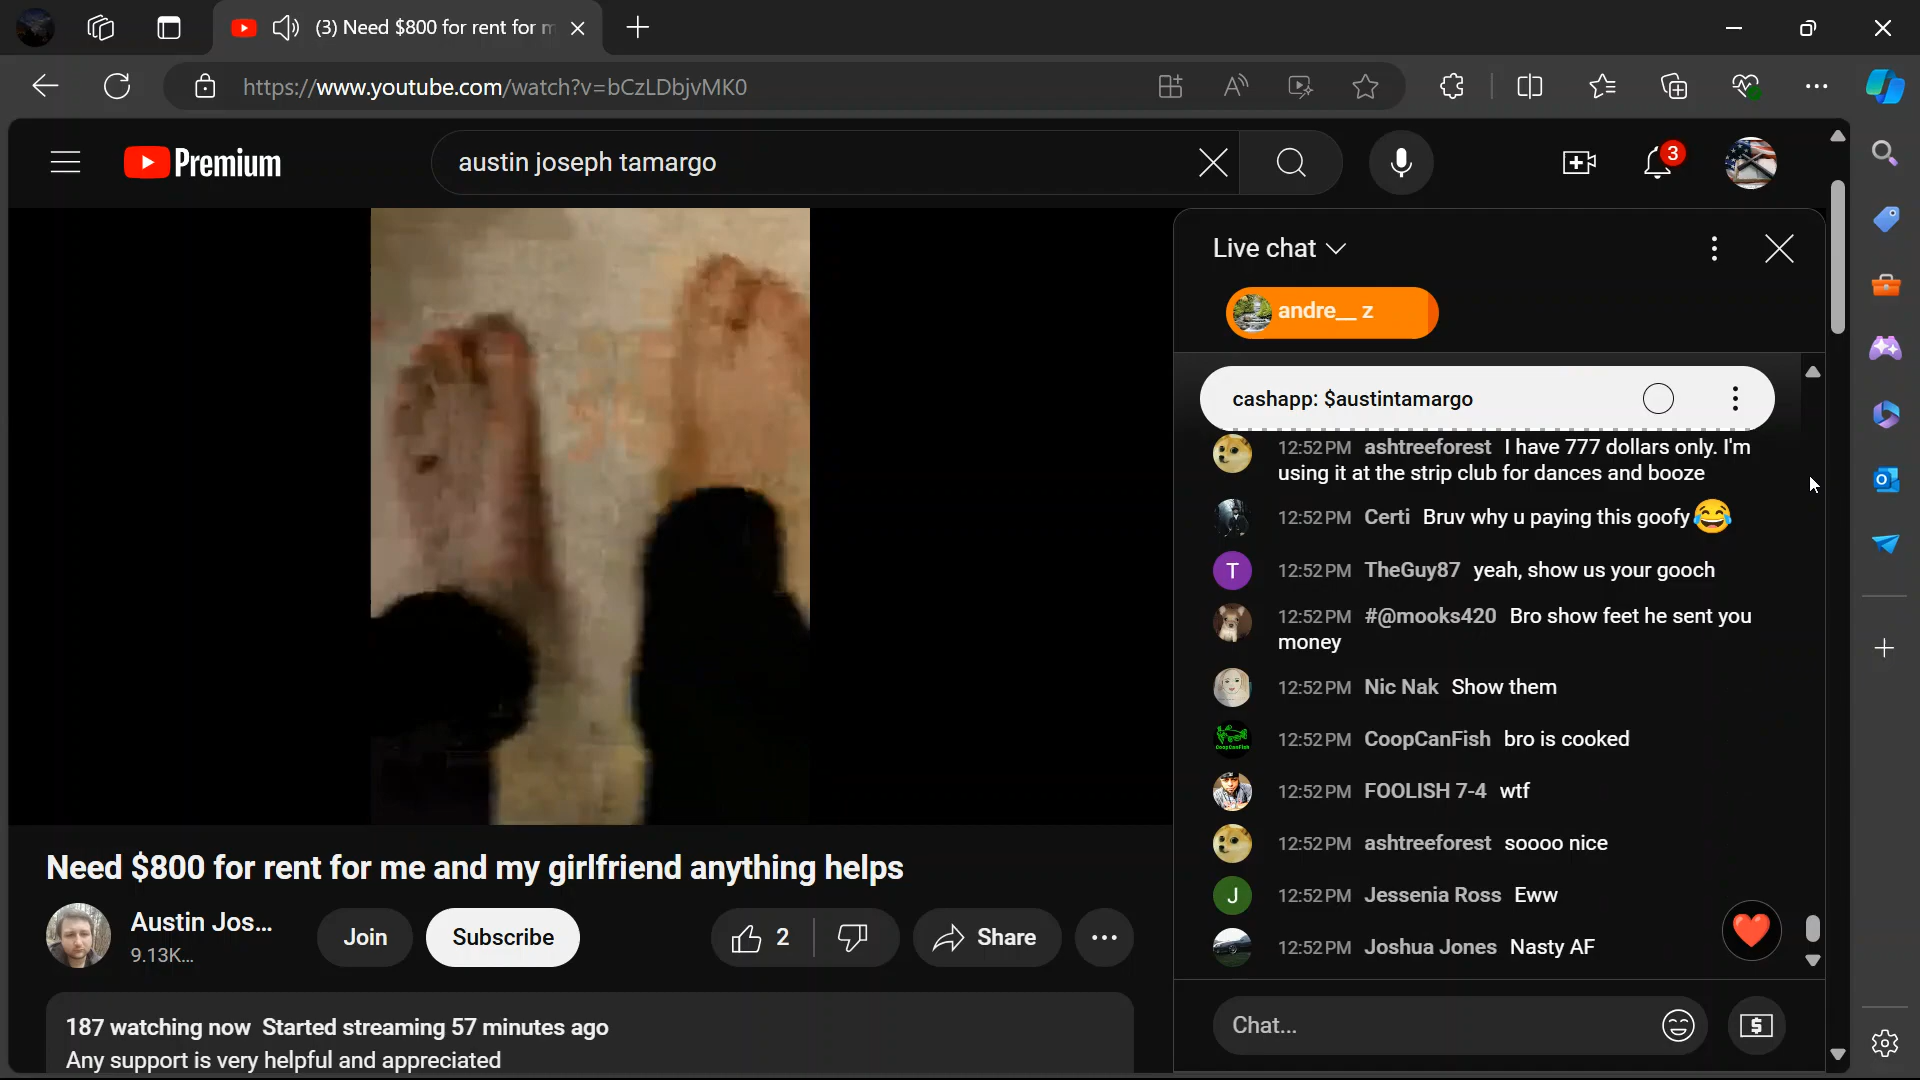 (3) Need $800 for rent for m
https://www.youtube.com/watch?v=bCzLDbjvMK0
Premium
austin joseph tamargo
3
Live chat
andre__ z
cashapp: $austintamargo
12:52 PM ashtreeforest I have 777 dollars only. I'm
using it at the strip club for dances and booze
12:52 PM Certi Bruv why u paying this goofy😂
T 12:52 PM TheGuy87 yeah, show us your gooch
12:52 PM #@mooks420 Bro show feet he sent you
money
12:52 PM Nic Nak Show them
12:52 PM CoopCanFish bro is cooked
12:52 PM FOOLISH 7-4 wtf
12:52 PM ashtreeforest soooo nice
J 12:52 PM Jessenia Ross Eww
12:52 PM Joshua Jones Nasty AF
Chat...
Need $800 for rent for me and my girlfriend anything helps
Austin Jos...
9.13K...
Join
Subscribe
2
Share
187 watching now Started streaming 57 minutes ago
Any support is very helpful and appreciated